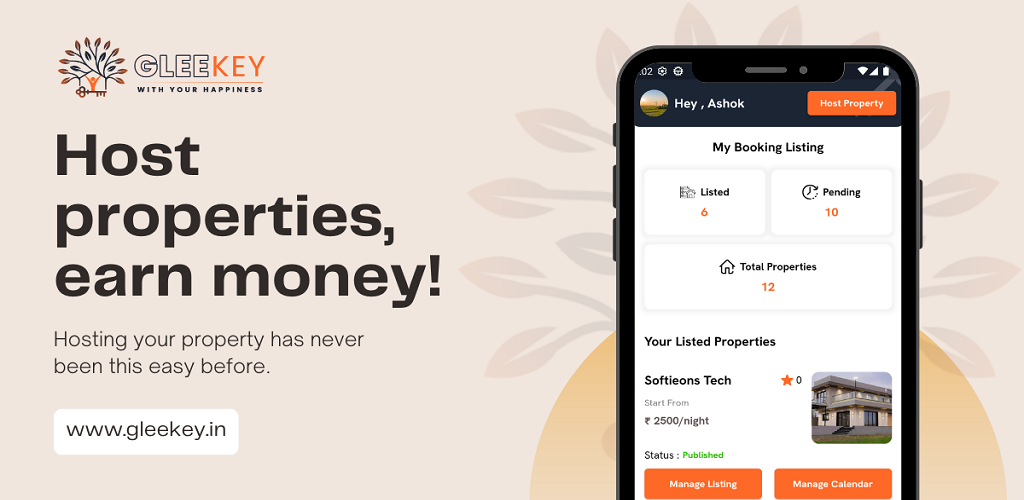 GLEEKEY
WITH YOUR HAPPINESS
Host
properties,
earn money!
Hosting your property has never
been this easy before.
www.gleekey.in
:02
Hey , Ashok
Host Property
My Booking Listing
Listed
6
Pending
10
Total Properties
12
Your Listed Properties
Softieons Tech
0
Start From
₹ 2500/night
Status : Published
Manage Listing
Manage Calendar